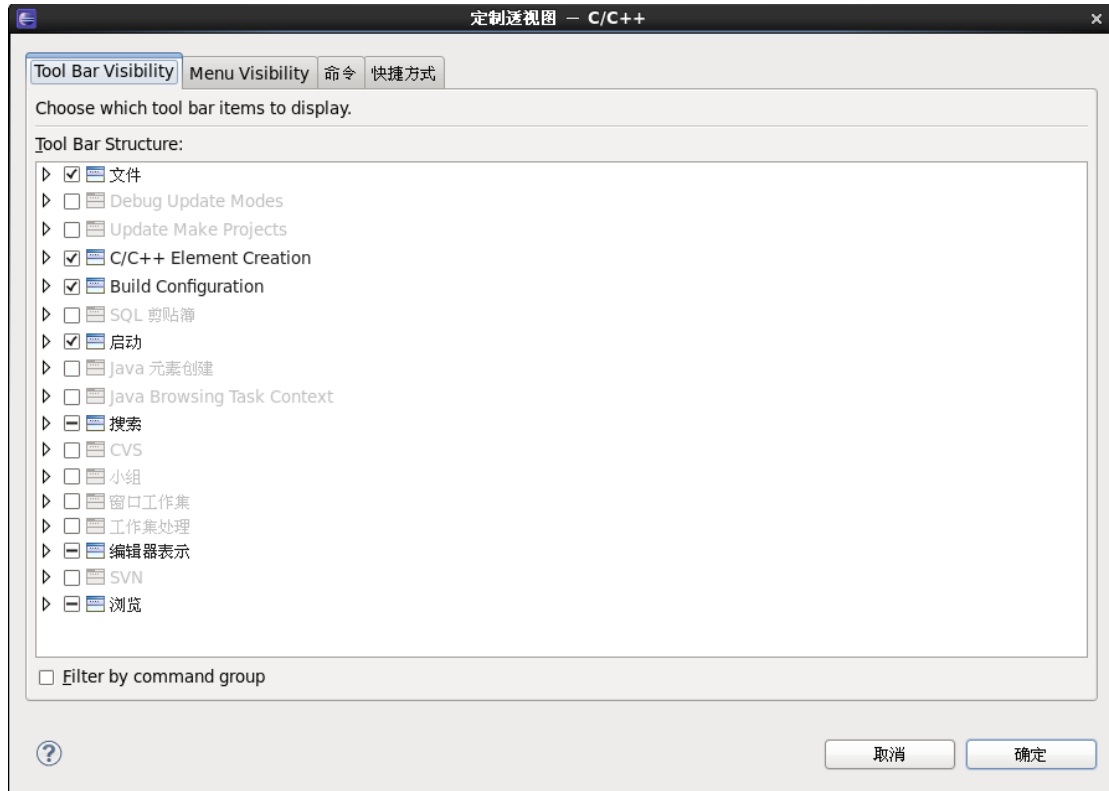 定制透视图 — C/C++
Tool Bar Visibility Menu Visibility 命令 快捷方式
Choose which tool bar items to display.
Tool Bar Structure:
文件
Debug Update Modes
Update Make Projects
C/C++ Element Creation
Build Configuration
SQL 剪贴簿
启动
Java 元素创建
Java Browsing Task Context
搜索
CVS
小组
窗口工作集
工作集处理
编辑器表示
SVN
浏览
Filter by command group
取消 确定